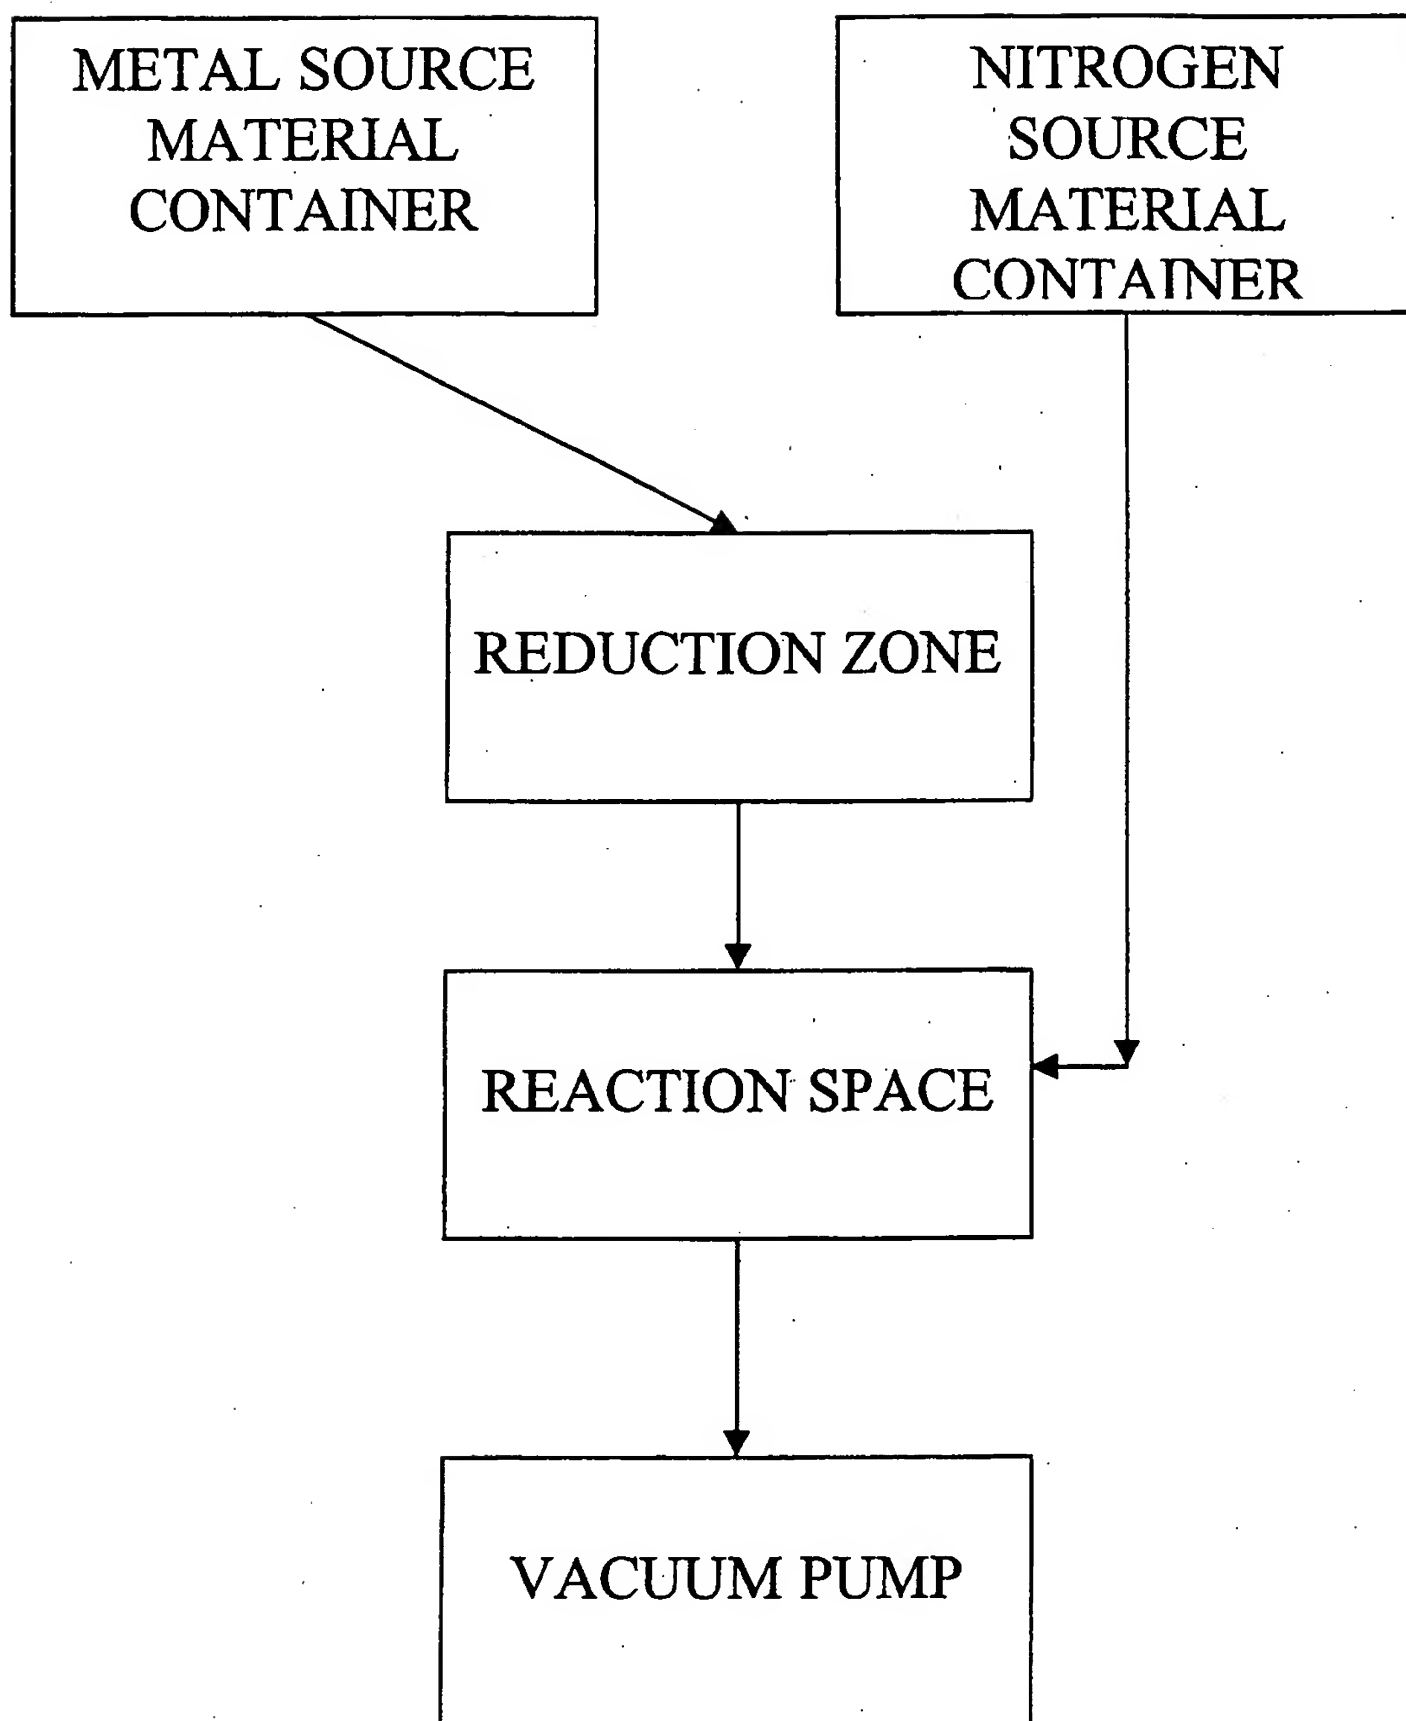 METAL SOURCE
MATERIAL
CONTAINER
NITROGEN
SOURCE
MATERIAL
CONTAINER
REDUCTION ZONE
REACTION SPACE
VACUUM PUMP